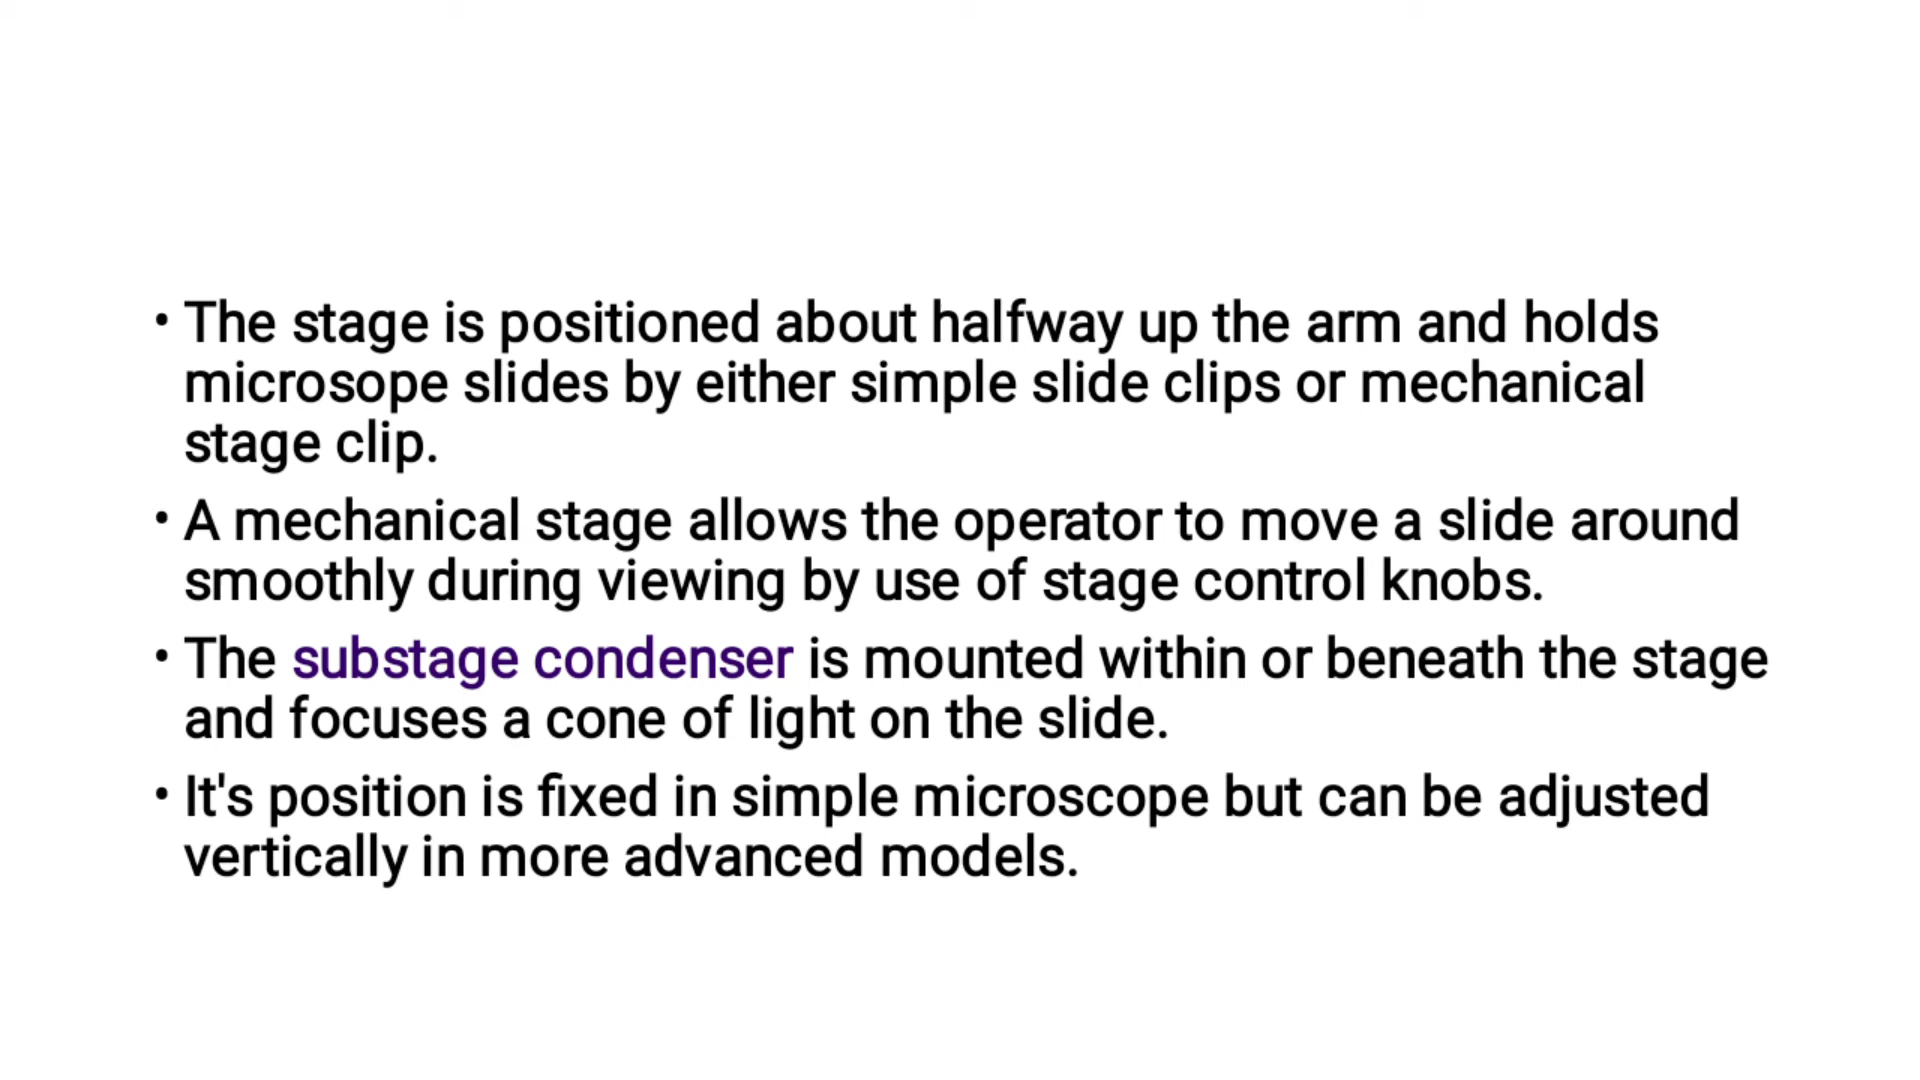 • The stage is positioned about halfway up the arm and holds
microsope slides by either simple slide clips or mechanical
stage clip.
• A mechanical stage allows the operator to move a slide around
smoothly during viewing by use of stage control knobs.
• The substage condenser is mounted within or beneath the stage
and focuses a cone of light on the slide.
• It's position is fixed in simple microscope but can be adjusted
vertically in more advanced models.